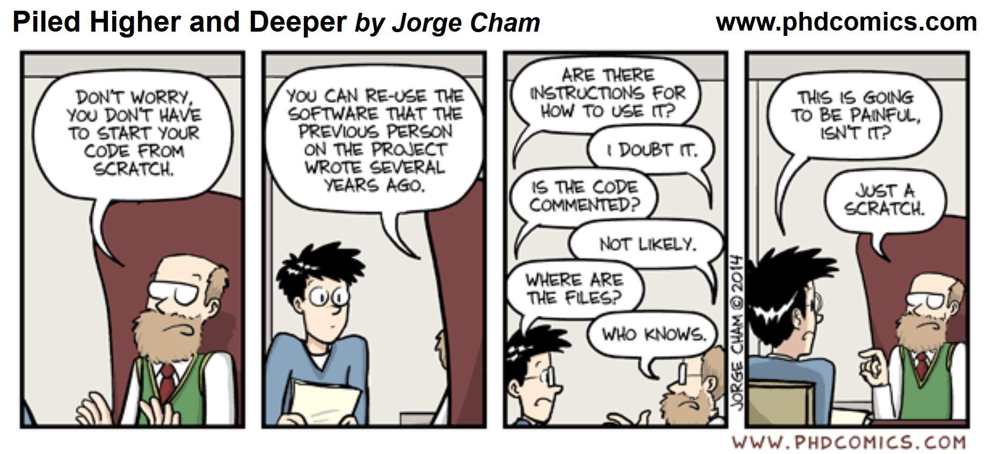 Piled Higher and Deeper by Jorge Cham
www.phdcomics.com
DON'T WORRY,
YOU DON'T HAVE
TO START YOUR
CODE FROM
SCRATCH.
YOU CAN RE-USE THE
SOFTWARE THAT THE
PREVIOUS PERSON
ON THE PROJECT
WROTE SEVERAL
YEARS AGO.
ARE THERE
INSTRUCTIONS FOR
HOW TO USE IT?
I DOUBT IT.
IS THE CODE
COMMENTED?
NOT LIKELY.
WHERE ARE
THE FILES?
WHO KNOWS.
JORGE CHAM © 2014
THIS IS GOING
TO BE PAINFUL,
ISN'T IT?
JUST A
SCRATCH.
WWW.PHDCOMICS.COM